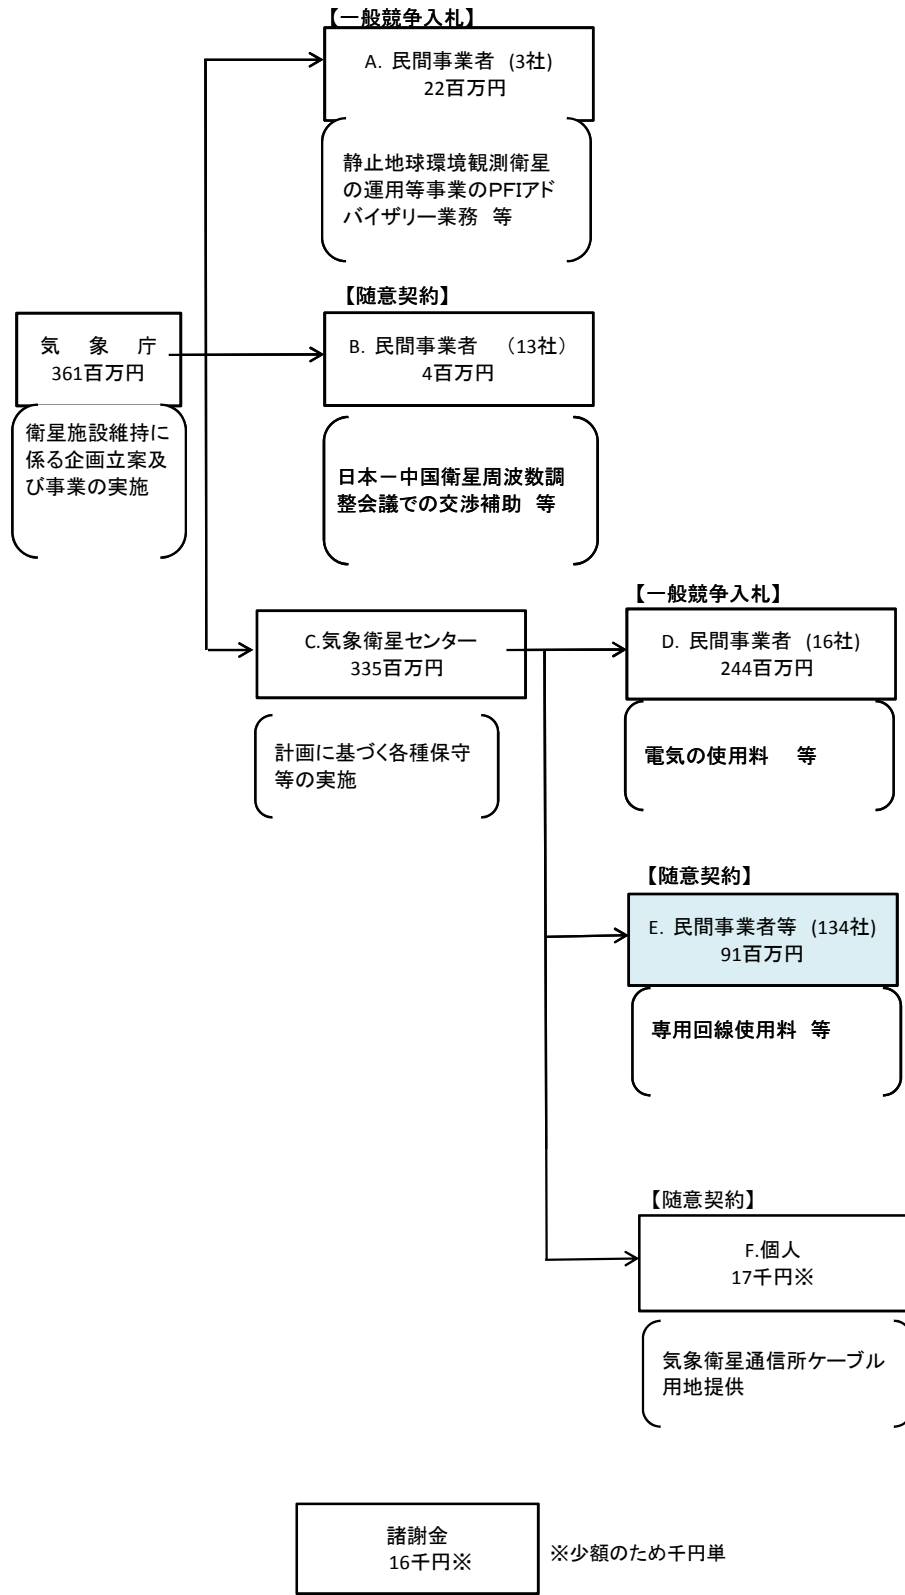 【一般競争入札】
A. 民間事業者 (3社)
22百万円
静止地球環境観測衛星
の運用等事業のPFIアド
バイザリー業務 等
【随意契約】
気 象 庁
361百万円
B. 民間事業者 （13社）
4百万円
衛星施設維持に
係る企画立案及
び事業の実施
日本－中国衛星周波数調
整会議での交渉補助 等
【一般競争入札】
C.気象衛星センター
335百万円
D. 民間事業者 (16社)
244百万円
計画に基づく各種保守
等の実施
電気の使用料 等
【随意契約】
E. 民間事業者等 (134社)
91百万円
専用回線使用料 等
【随意契約】
F.個人
17千円※
気象衛星通信所ケーブル
用地提供
諸謝金
16千円※
※少額のため千円単